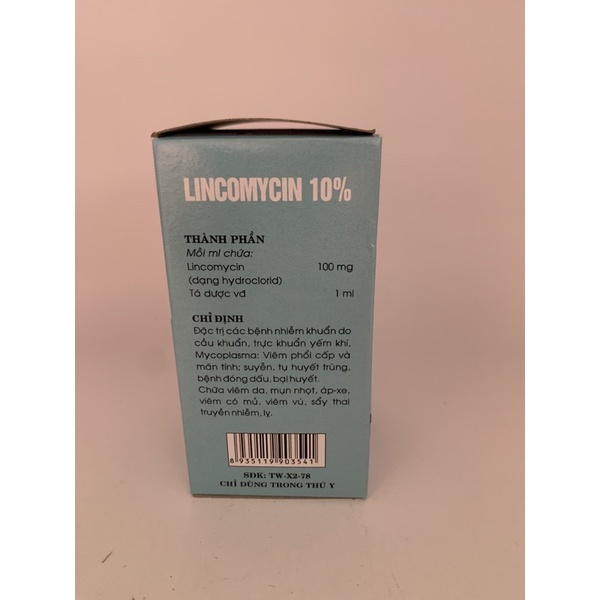 LINCOMYCIN 10%
THÀNH PHẦN
Mỗi ml chứa:
Lincomycin 100 mg
(dạng hydroclorid)
Tá dược vđ 1 ml
CHỈ ĐỊNH
Đặc trị các bệnh nhiễm khuẩn do
cầu khuẩn, trực khuẩn yếm khí,
Mycoplasma: Viêm phổi cấp và
mãn tính; suyễn, tụ huyết trùng,
bệnh đóng dấu, bại huyết.
Chữa viêm da, mụn nhọt, áp-xe,
viêm có mủ, viêm vú, sẩy thai
truyền nhiễm, lỵ.
8 935119 903541
SĐK: TW-X2-78
CHỈ DÙNG TRONG THÚ Y